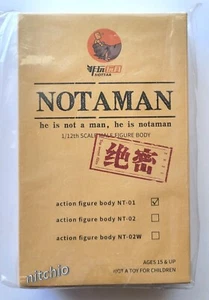 NOTAMAN
he is not a man, he is notaman
1/12th SCALE MALE FIGURE BODY
绝密
action figure body NT-01
action figure body NT-02
action figure body NT-02W
AGES 15 & UP
NOT A TOY FOR CHILDREN
nitchio